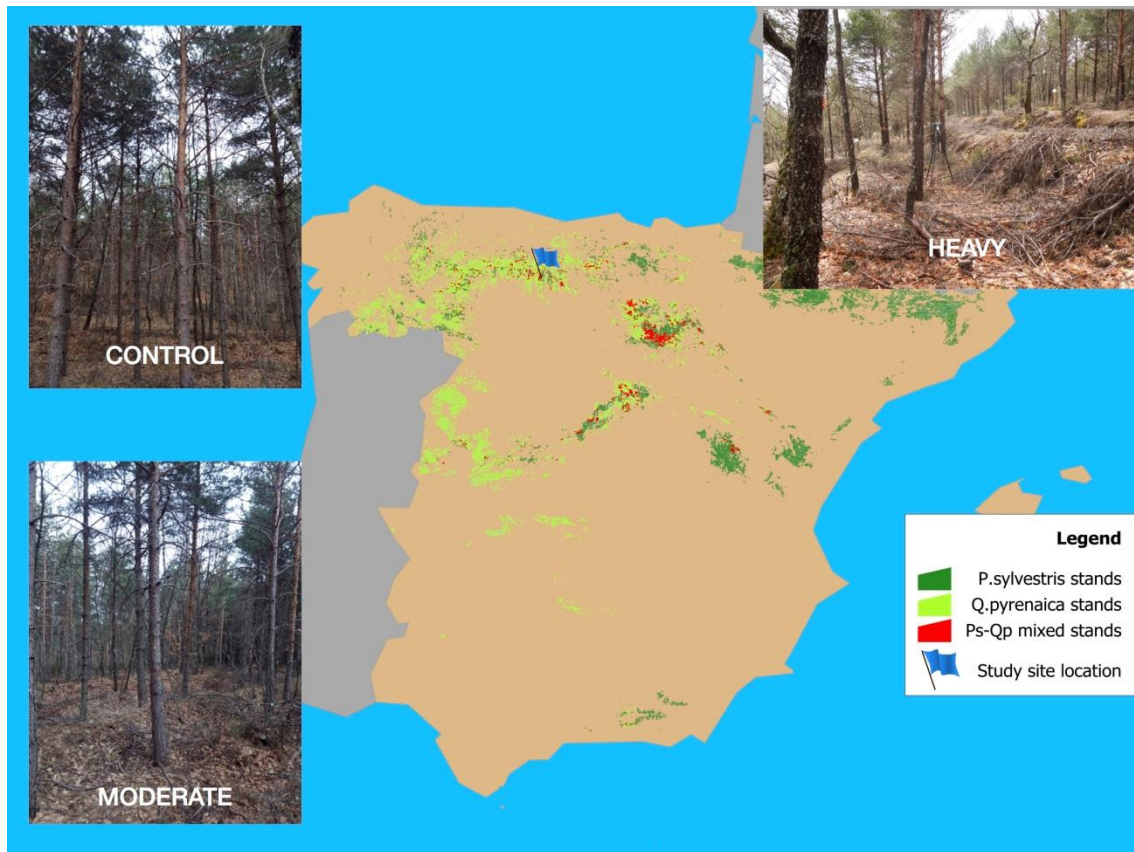 CONTROL
HEAVY
MODERATE
Legend
P.sylvestris stands
Q.pyrenaica stands
Ps-Qp mixed stands
Study site location